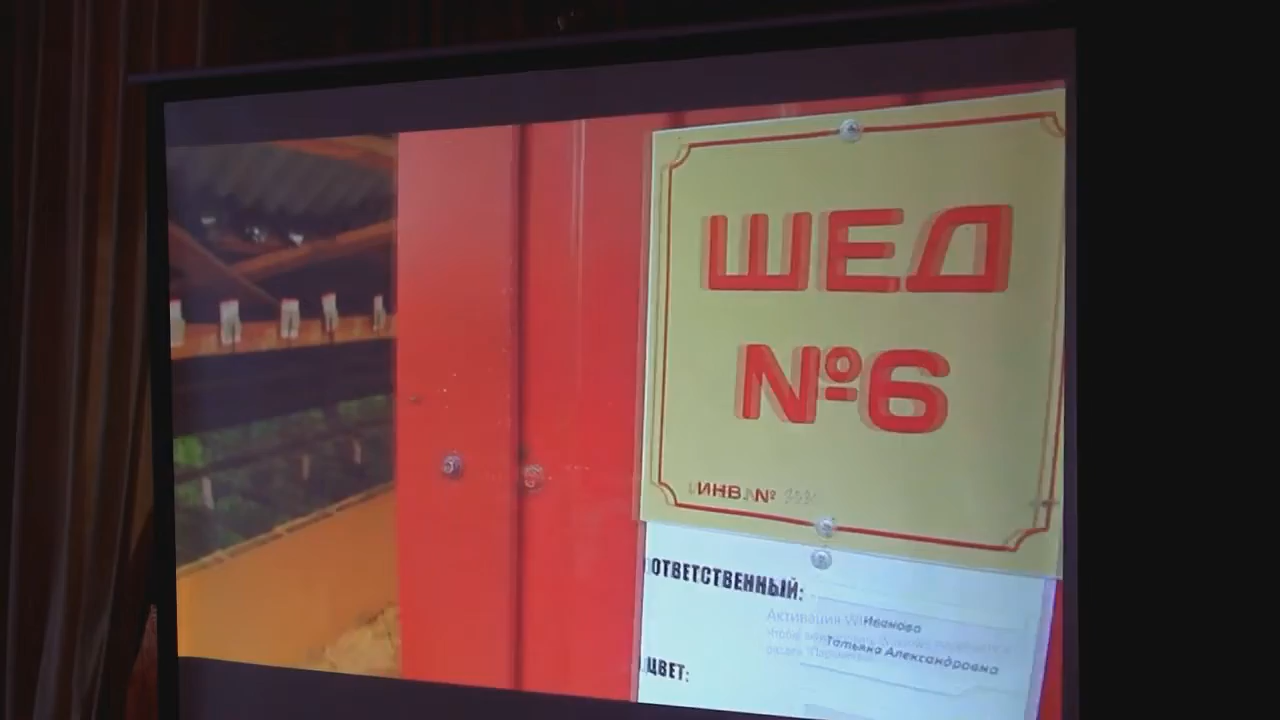 ШЕД
№6
ИНВ.№
ОТВЕТСТВЕННЫЙ:
Активация
Иванова
Татьяна Александровна
ЦВЕТ: